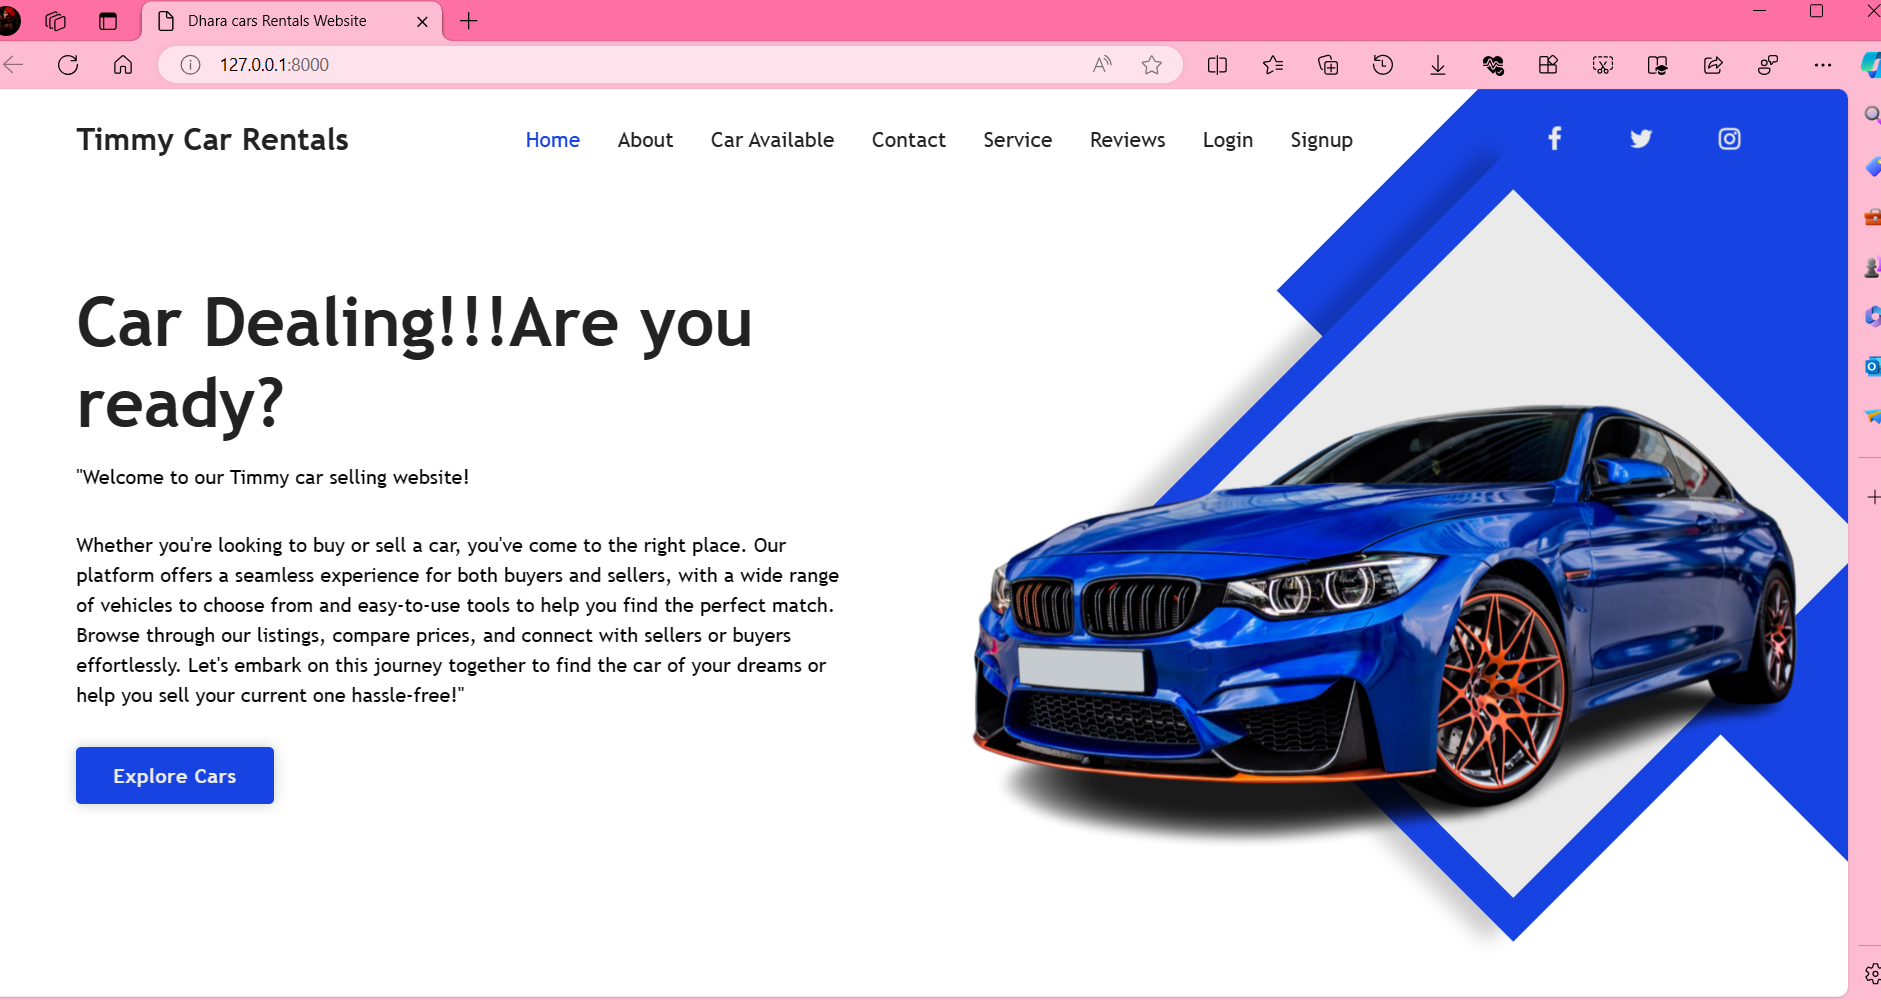 Dhara cars Rentals Website
127.0.0.1:8000
Timmy Car Rentals
Home About Car Available Contact Service Reviews Login Signup
Car Dealing!!!Are you
ready?
"Welcome to our Timmy car selling website!
Whether you're looking to buy or sell a car, you've come to the right place. Our
platform offers a seamless experience for both buyers and sellers, with a wide range
of vehicles to choose from and easy-to-use tools to help you find the perfect match.
Browse through our listings, compare prices, and connect with sellers or buyers
effortlessly. Let's embark on this journey together to find the car of your dreams or
help you sell your current one hassle-free!"
Explore Cars